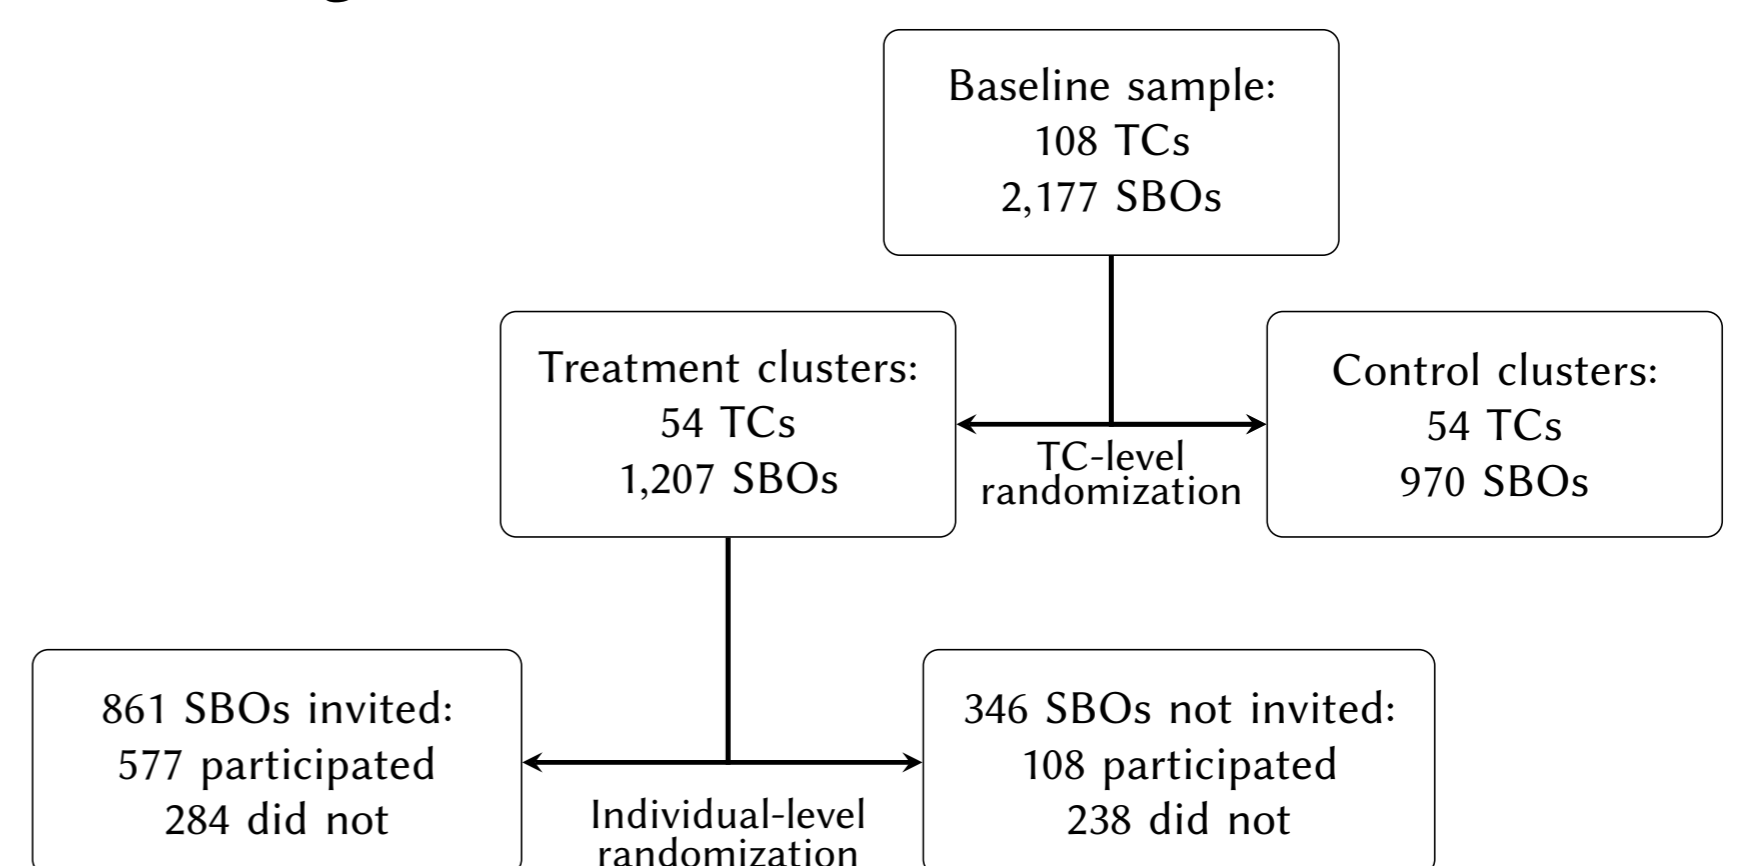 Baseline sample:
108 TCs
2,177 SBOs
Treatment clusters:
54 TCs
1,207 SBOs
Control clusters:
54 TCs
970 SBOs
TC-level
randomization
861 SBOs invited:
577 participated
284 did not
346 SBOs not invited:
108 participated
238 did not
Individual-level
randomization